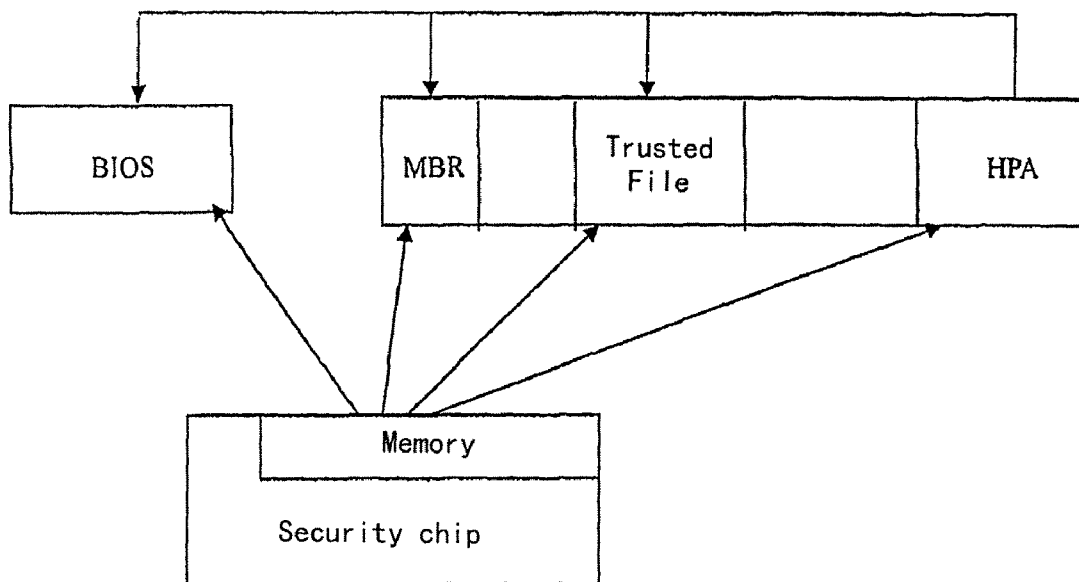 BIOS
MBR
Trusted
File
HPA
Memory
Security chip